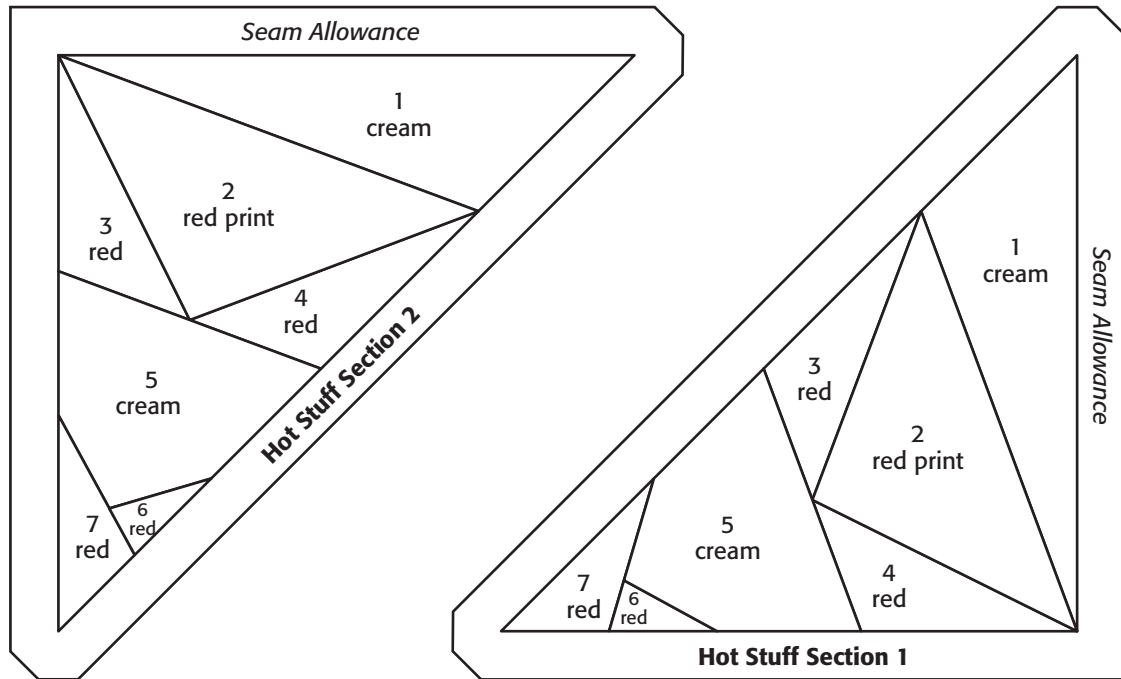 Seam Allowance
1
cream
2
red print
3
red
4
red
5
cream
6
red
7
red
Hot Stuff Section 2
1
cream
Seam Allowance
3
red
2
red print
5
cream
4
red
7
red
6
red
Hot Stuff Section 1